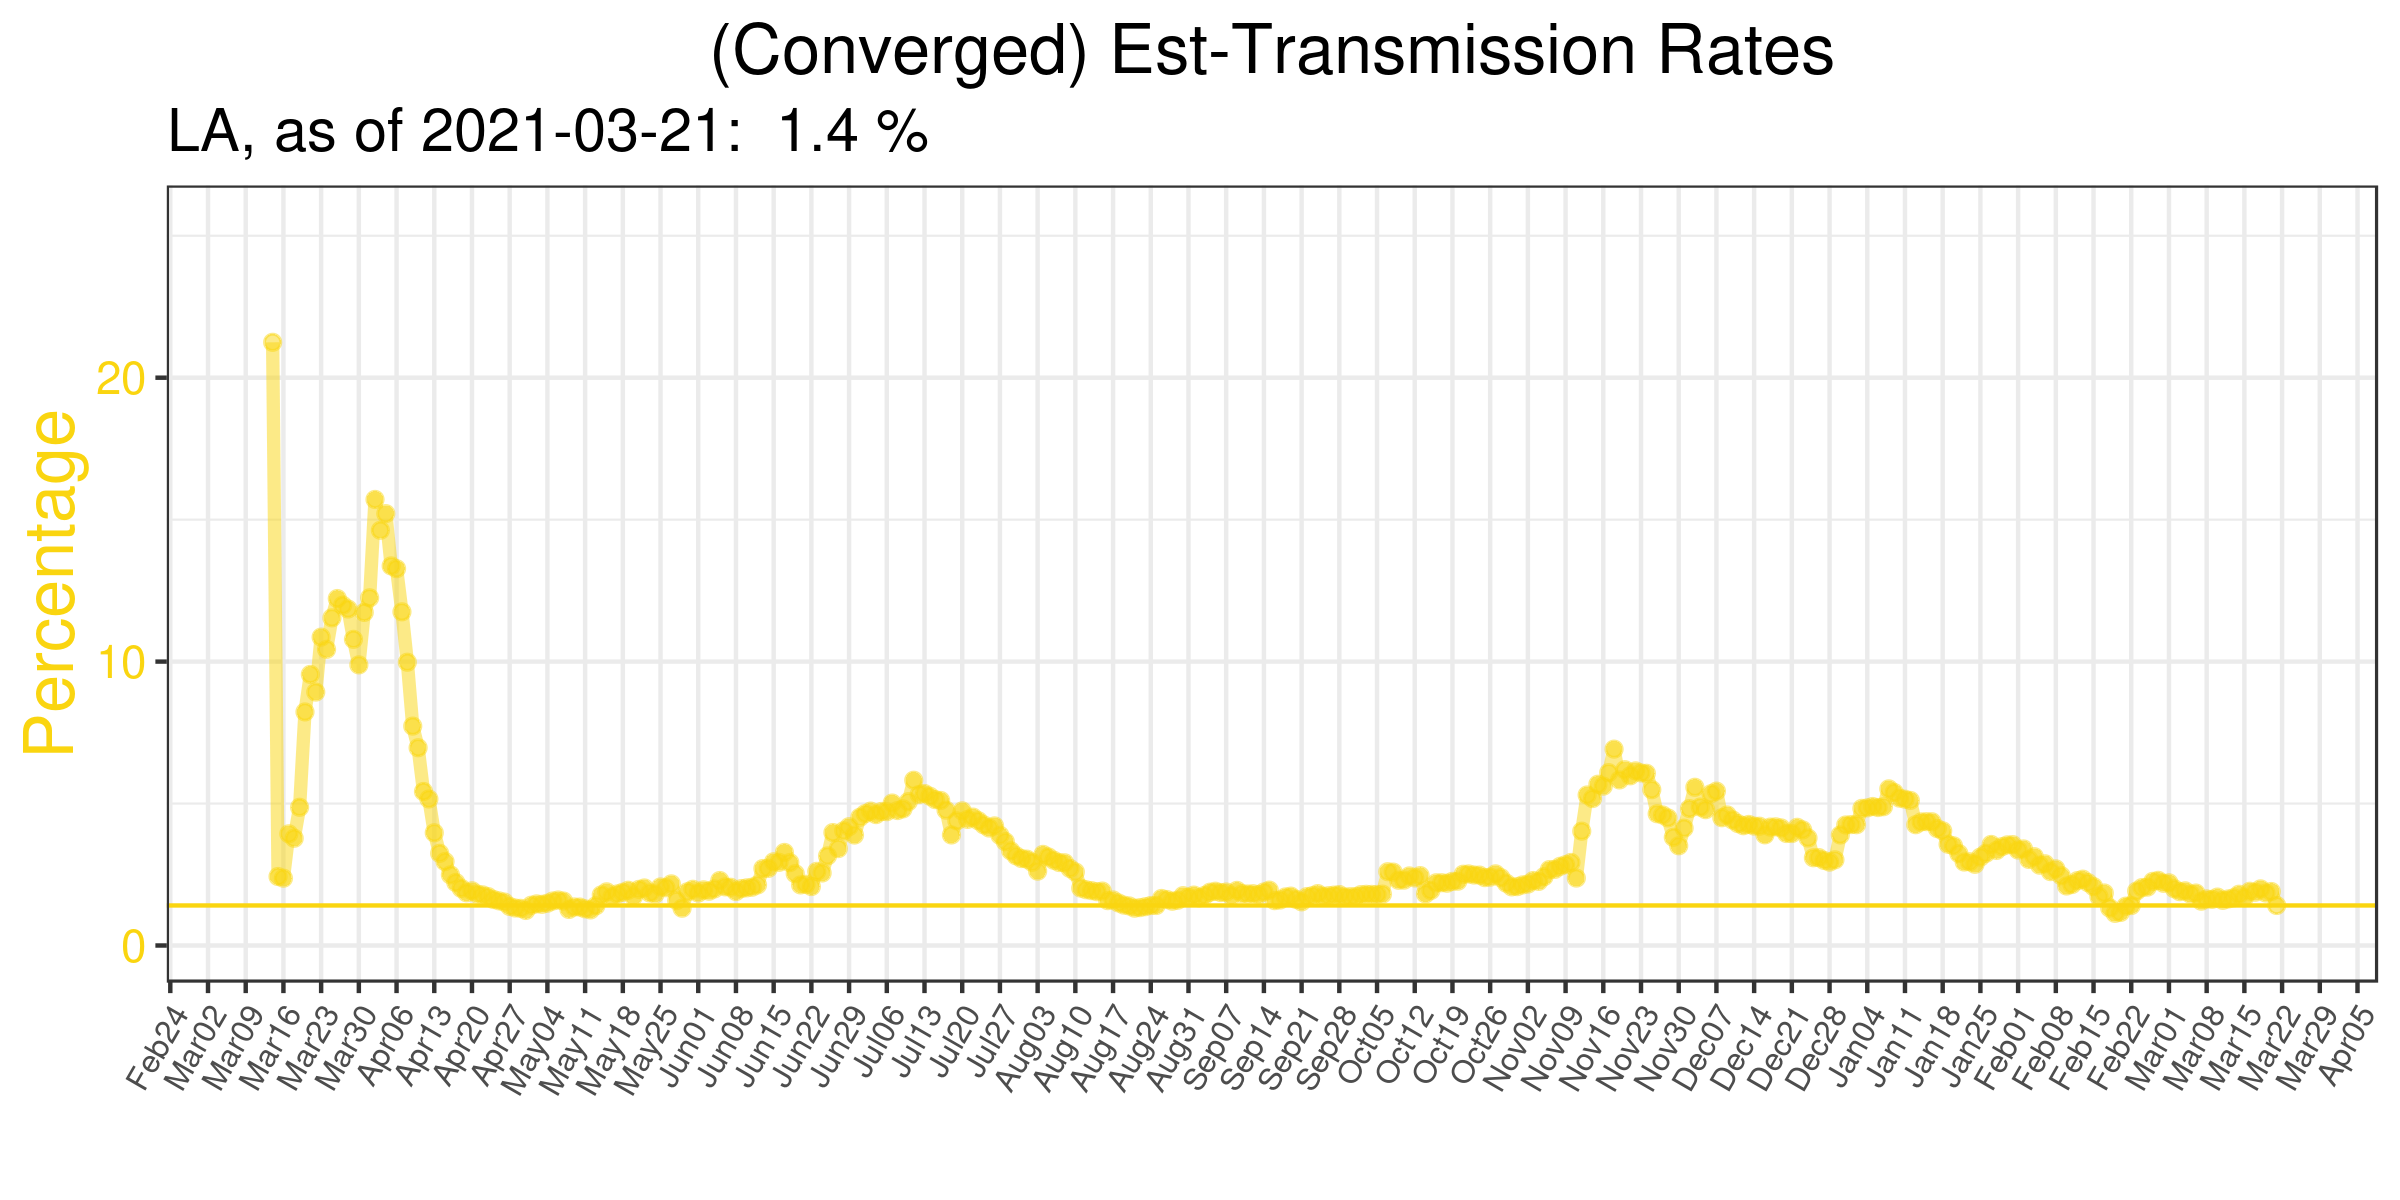 (Converged) Est-Transmission Rates
LA, as of 2021-03-21:  1.4 %
Percentage
20
10
0
Feb24
Mar02
Mar09
Mar16
Mar23
Mar30
Apr06
Apr13
Apr20
Apr27
May04
May11
May18
May25
Jun01
Jun08
Jun15
Jun22
Jun29
Jul06
Jul13
Jul20
Jul27
Aug03
Aug10
Aug17
Aug24
Aug31
Sep07
Sep14
Sep21
Sep28
Oct05
Oct12
Oct19
Oct26
Nov02
Nov09
Nov16
Nov23
Nov30
Dec07
Dec14
Dec21
Dec28
Jan04
Jan11
Jan18
Jan25
Feb01
Feb08
Feb15
Feb22
Mar01
Mar08
Mar15
Mar22
Mar29
Apr05